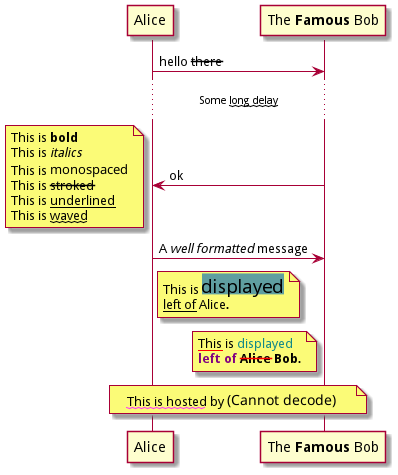 Alice
The Famous Bob
hello there
Some long delay
This is bold
This is italics
This is monospaced
This is stroked
This is underlined
This is waved
ok
A well formatted message
This is displayed
left of Alice.
This is displayed
left of Alice Bob.
This is hosted by (Cannot decode)
Alice
The Famous Bob